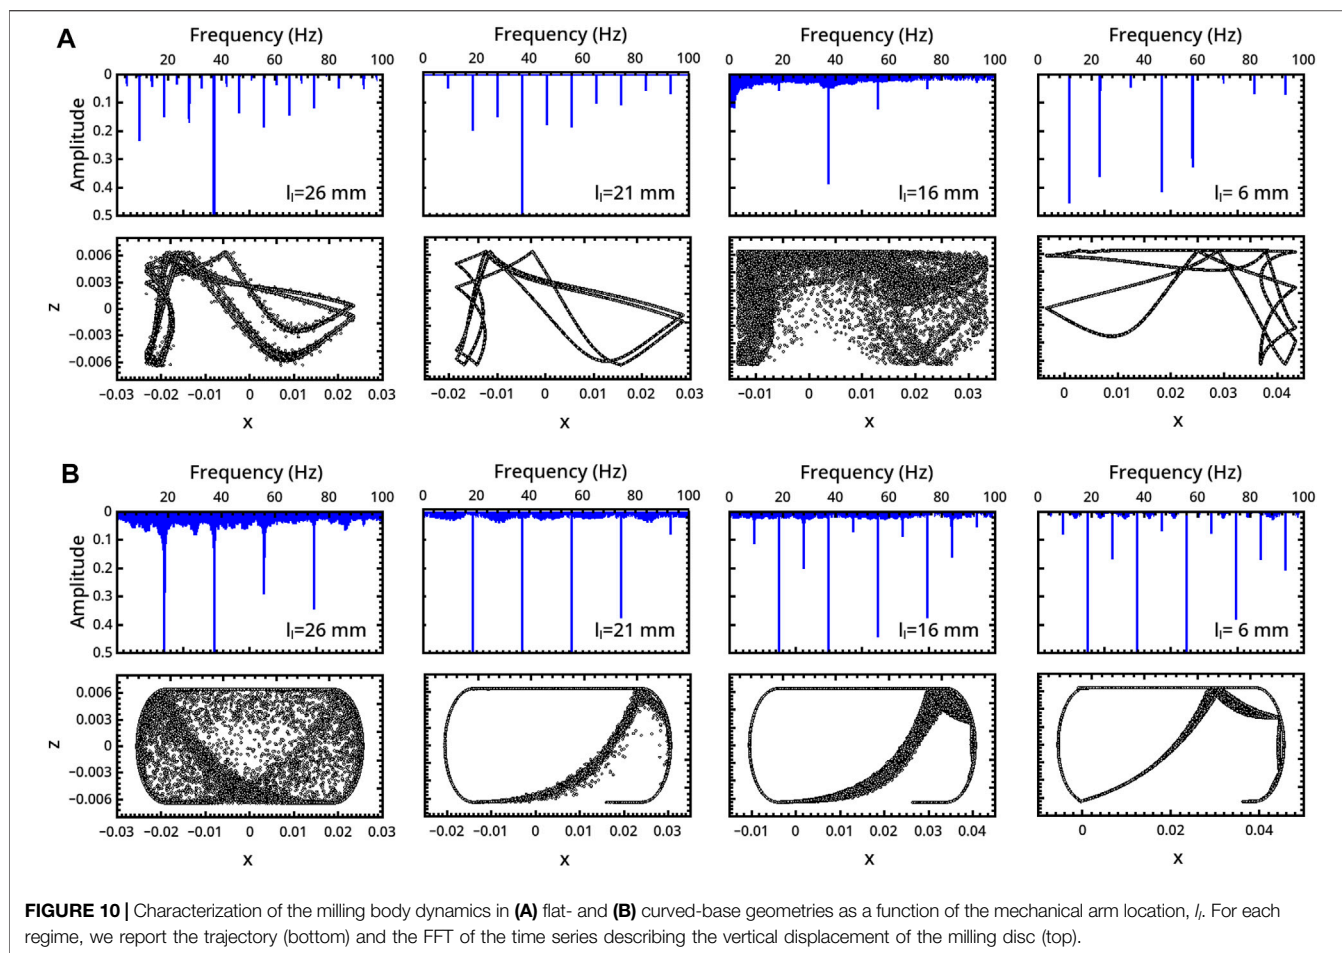 A
Frequency (Hz) Frequency (Hz) Frequency (Hz) Frequency (Hz)
20 40 60 80 100 0 20 40 60 80 100 0 20 40 60 80 100 0 20 40 60 80 100
0
0.1
0.2
0.3
0.4
0.5
Amplitude
lₗ=26 mm lₗ=21 mm lₗ=16 mm lₗ= 6 mm
0.006
0.003
0
−0.003
−0.006
z
−0.03 −0.02 −0.01 0 0.01 0.02 0.03 −0.02 −0.01 0 0.01 0.02 0.03 −0.01 0 0.01 0.02 0.03 0 0.01 0.02 0.03 0.04
x x x x
B
Frequency (Hz) Frequency (Hz) Frequency (Hz) Frequency (Hz)
20 40 60 80 100 0 20 40 60 80 100 0 20 40 60 80 100 0 20 40 60 80 100
0
0.1
0.2
0.3
0.4
0.5
Amplitude
lₗ=26 mm lₗ=21 mm lₗ=16 mm lₗ= 6 mm
0.006
0.003
0
−0.003
−0.006
z
−0.03 −0.02 −0.01 0.01 0.02 0.03 −0.02 −0.01 0 0.01 0.02 0.03 −0.01 0 0.01 0.02 0.03 0.04 0 0.02 0.04
x x x x
FIGURE 10 | Characterization of the milling body dynamics in (A) flat- and (B) curved-base geometries as a function of the mechanical arm location, lₗ. For each
regime, we report the trajectory (bottom) and the FFT of the time series describing the vertical displacement of the milling disc (top).